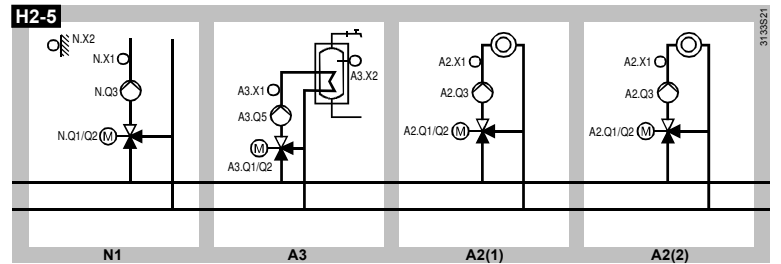 H2-5
3133S21
N.X2
N.X1
N.Q3
N.Q1/Q2 M
N1
A3.X1
A3.X2
A3.Q5
M
A3.Q1/Q2
A3
A2.X1
A2.Q3
A2.Q1/Q2 M
A2(1)
A2.X1
A2.Q3
A2.Q1/Q2 M
A2(2)